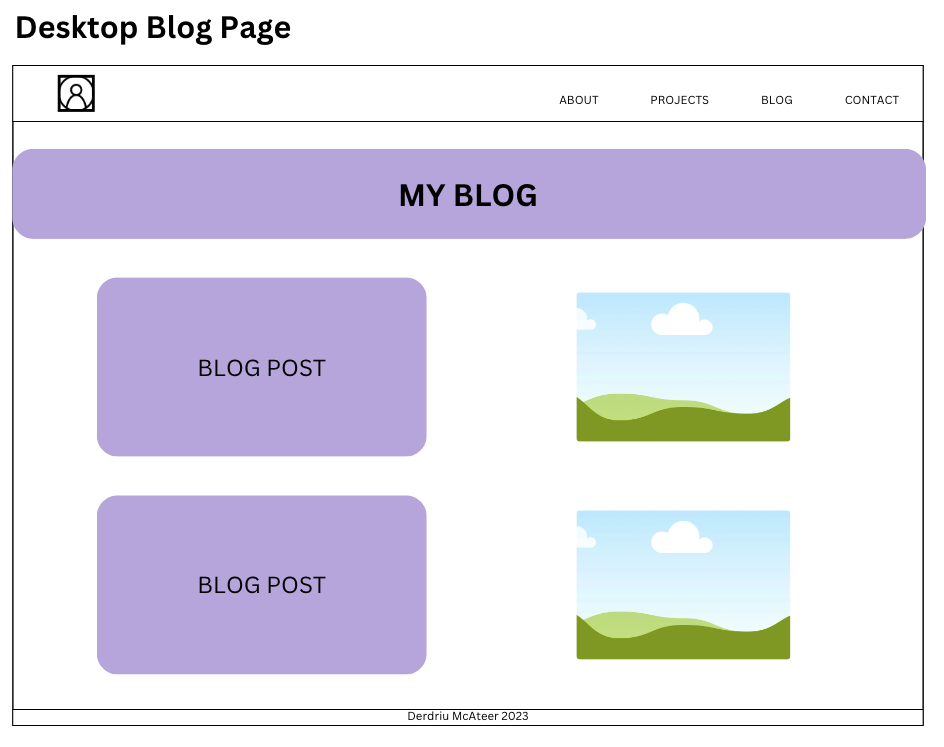 Desktop Blog Page
ABOUT PROJECTS BLOG CONTACT
MY BLOG
BLOG POST
BLOG POST
Derdriu McAteer 2023